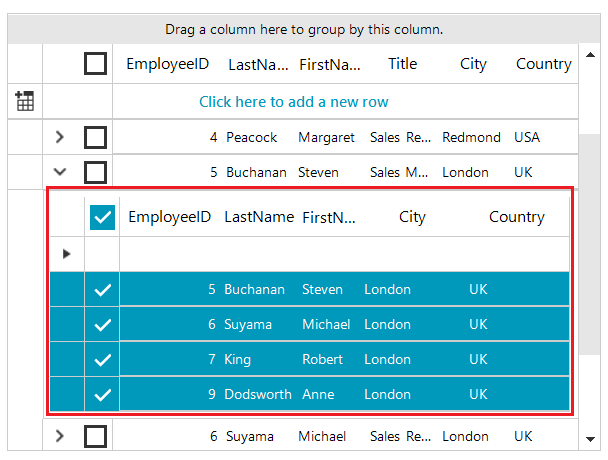 Drag a column here to group by this column.
EmployeeID LastNa... FirstNa... Title City Country
Click here to add a new row
4 Peacock Margaret Sales Re... Redmond USA
5 Buchanan Steven Sales M... London UK
EmployeeID LastName FirstN... City Country
5 Buchanan Steven London UK
6 Suyama Michael London UK
7 King Robert London UK
9 Dodsworth Anne London UK
6 Suyama Michael Sales Re... London UK